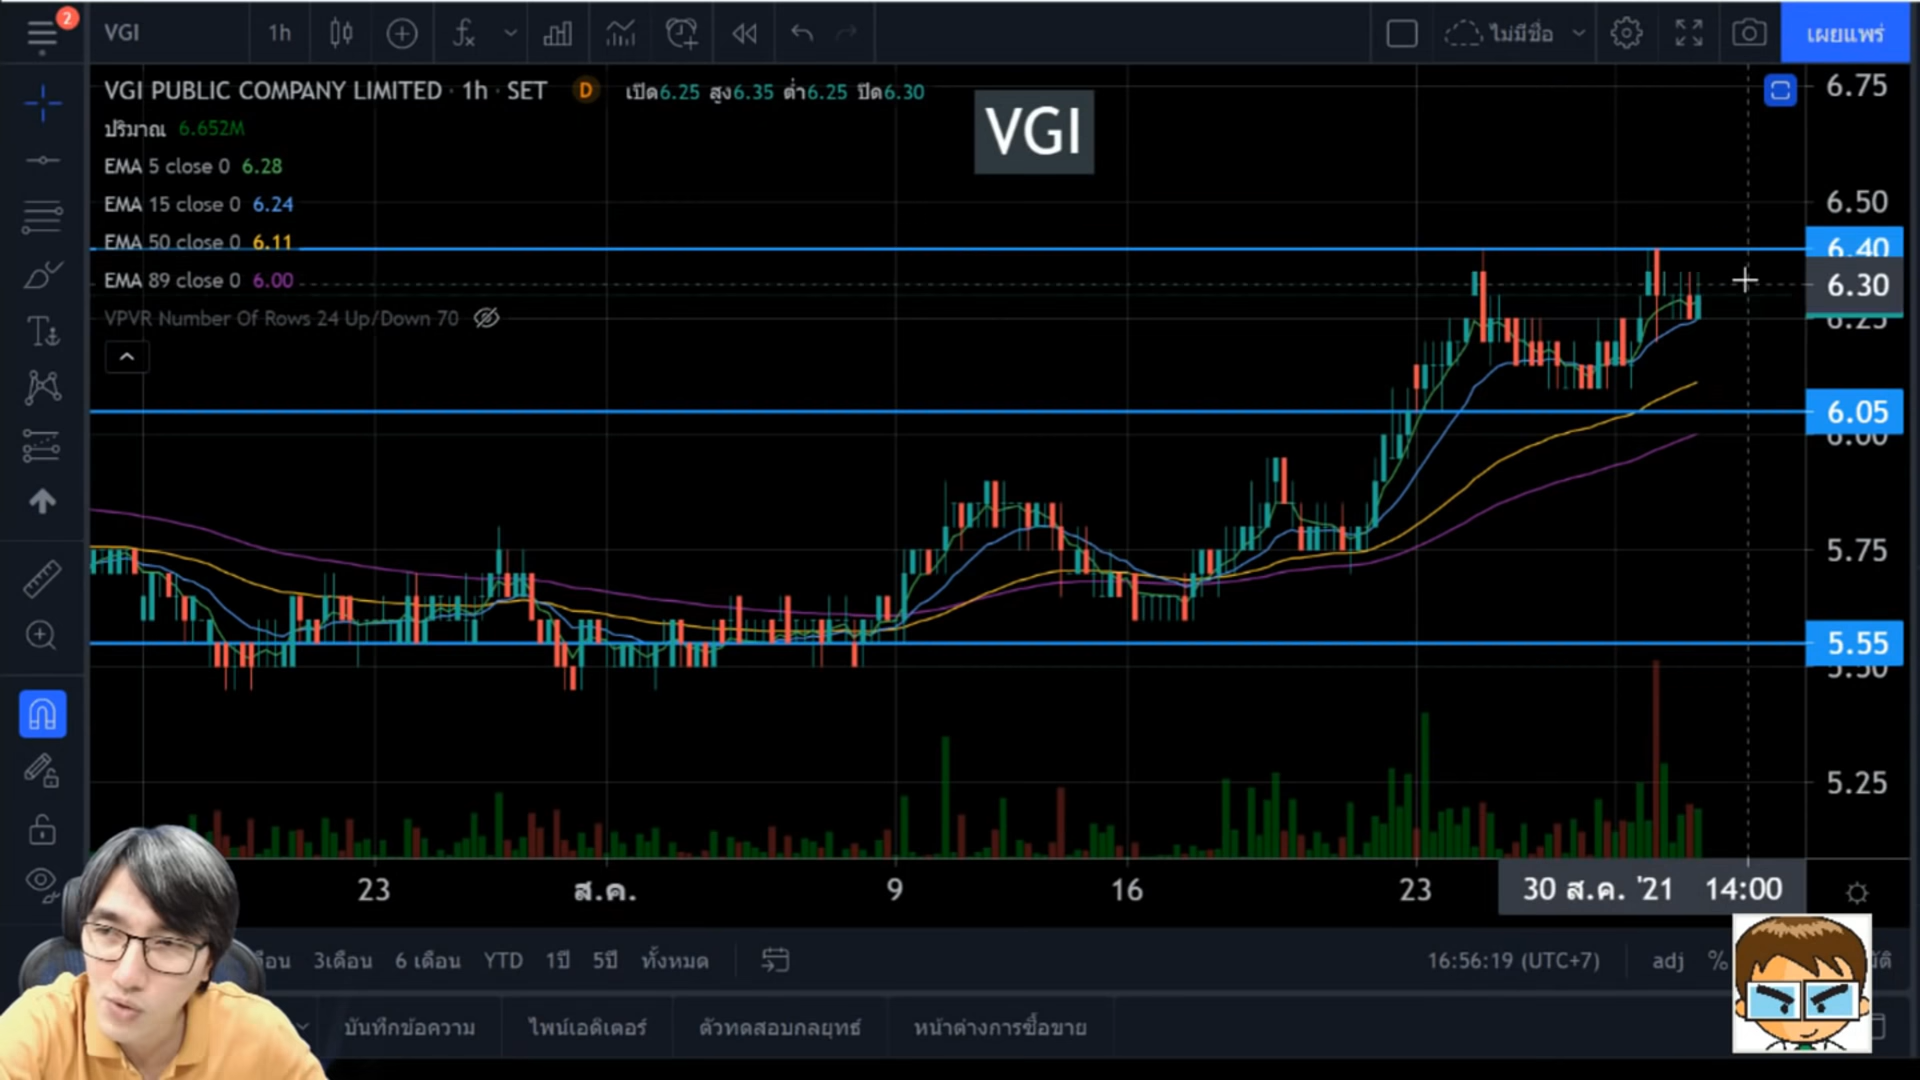 2
VGI
1h
ไม่มีชื่อ
เผยแพร่
VGI PUBLIC COMPANY LIMITED · 1h · SET D เปิด6.25 สูง6.35 ต่ำ6.25 ปิด6.30
ปริมาณ 6.652M
EMA 5 close 0 6.28
EMA 15 close 0 6.24
EMA 50 close 0 6.11
EMA 89 close 0 6.00
VPVR Number Of Rows 24 Up/Down 70
VGI
6.75
6.50
6.40
6.30
6.25
6.05
6.00
5.75
5.55
5.50
5.25
23
ส.ค.
9
16
23
30 ส.ค. '21 14:00
3เดือน 6 เดือน YTD 1ปี 5ปี ทั้งหมด
16:56:19 (UTC+7) adj %
บันทึกข้อความ ไพน์เอดิเตอร์ ตัวทดสอบกลยุทธ์ หน้าต่างการซื้อขาย